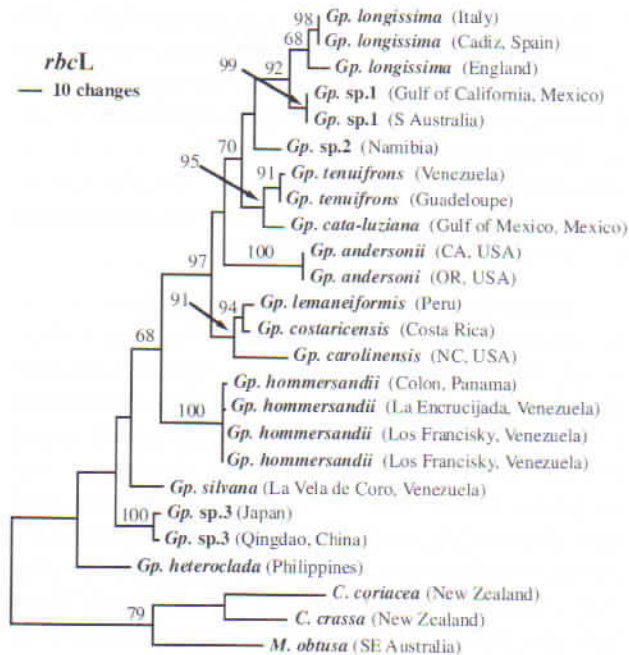 98 Gp. longissima (Italy)
68 Gp. longissima (Cadiz, Spain)
rbcL
92 Gp. longissima (England)
10 changes
99 Gp. sp.1 (Gulf of California, Mexico)
Gp. sp.1 (S Australia)
70 Gp. sp.2 (Namibia)
95 91 Gp. tenuifrons (Venezuela)
Gp. tenuifrons (Guadeloupe)
Gp. cata-luziana (Gulf of Mexico, Mexico)
100 Gp. andersonii (CA, USA)
97 Gp. andersoni (OR, USA)
91 94 Gp. lemaneiformis (Peru)
Gp. costaricensis (Costa Rica)
68 Gp. carolinensis (NC, USA)
Gp. hommersandii (Colon, Panama)
100 Gp. hommersandii (La Encrucijada, Venezuela)
Gp. hommersandii (Los Francisky, Venezuela)
Gp. hommersandii (Los Francisky, Venezuela)
Gp. silvana (La Vela de Coro, Venezuela)
100 Gp. sp.3 (Japan)
Gp. sp.3 (Qingdao, China)
Gp. heteroclada (Philippines)
C. coriacea (New Zealand)
79 C. crassa (New Zealand)
M. obtusa (SE Australia)